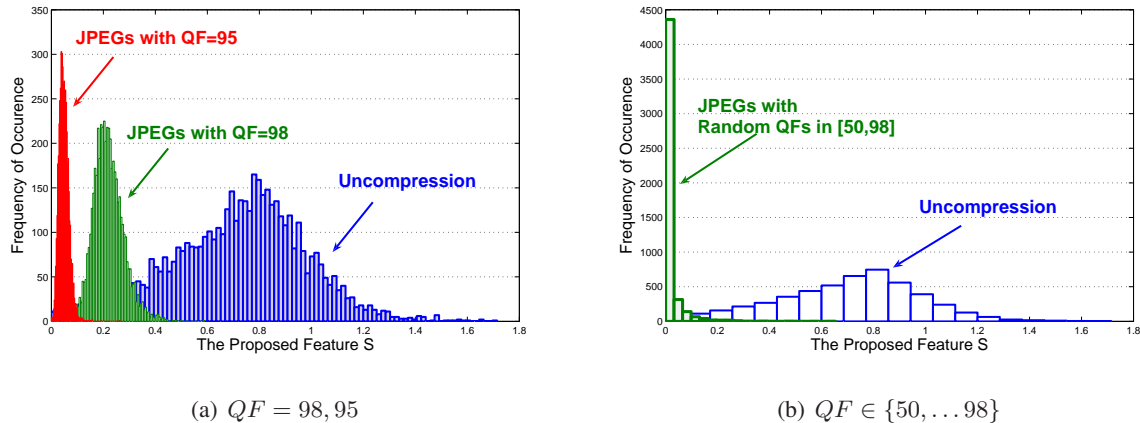 350
300
250
200
150
100
50
0
Frequency of Occurence
JPEGs with QF=95
JPEGs with QF=98
Uncompression
0 0.2 0.4 0.6 0.8 1 1.2 1.4 1.6 1.8
The Proposed Feature S
(a) QF = 98, 95
4500
4000
3500
3000
2500
4500
1500
1000
500
0
Frequency of Occurence
JPEGs with
Random QFs in [50,98]
Uncompression
0 0.2 0.4 0.6 0.8 1 1.2 1.4 1.6 1.8
The Proposed Feature S
(b) QF ∈ {50, . . . 98}